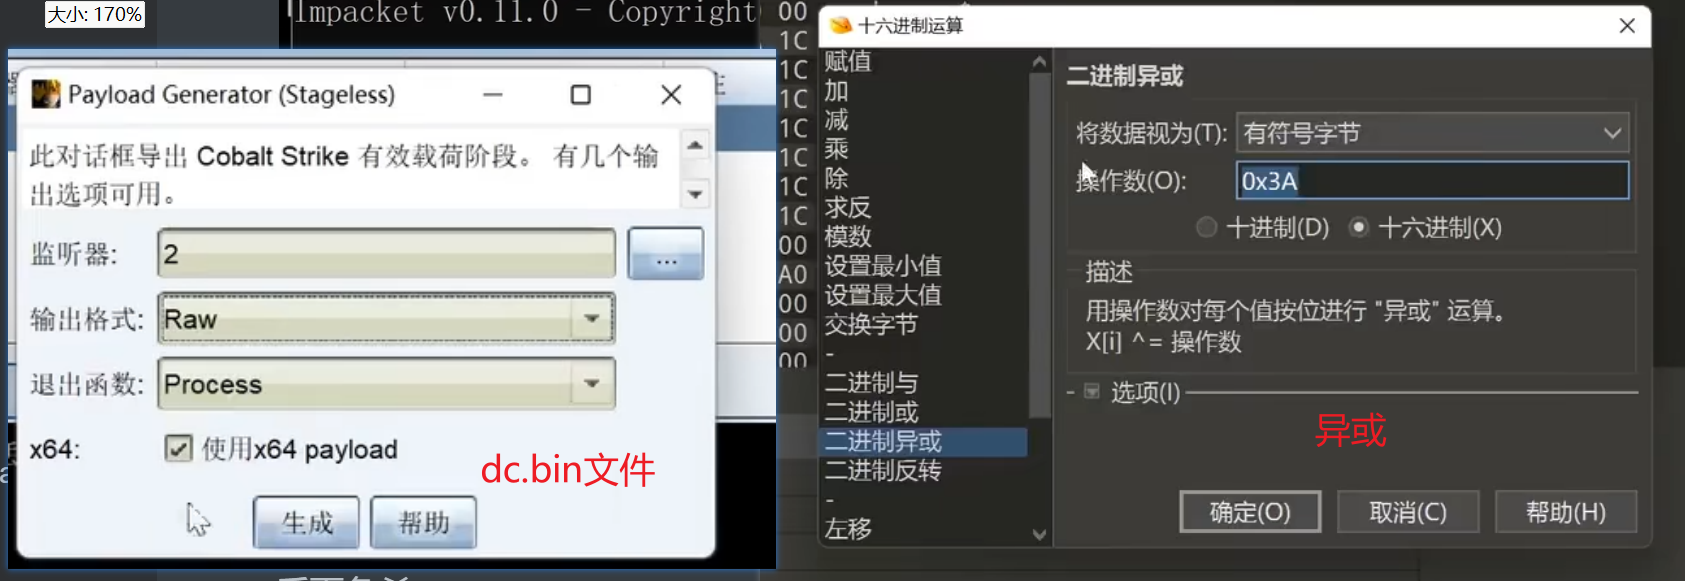 大小: 170%
Impacket v0.11.0 - Copyright
Payload Generator (Stageless)
此对话框导出 Cobalt Strike 有效载荷阶段。 有几个输
出选项可用。
监听器:
2
...
输出格式:
Raw
退出函数:
Process
x64:
使用x64 payload
dc.bin文件
生成
帮助
00
1C
1C
1C
1C
1C
1C
1C
00
A0
00
00
00
十六进制运算
赋值
加
减
乘
除
求反
模数
设置最小值
设置最大值
交换字节
-
二进制与
二进制或
二进制异或
二进制反转
-
左移
二进制异或
将数据视为(T):
有符号字节
操作数(O):
0x3A
十进制(D)
十六进制(X)
描述
用操作数对每个值按位进行 "异或" 运算。
X[i] ^= 操作数
选项(I)
异或
确定(O)
取消(C)
帮助(H)